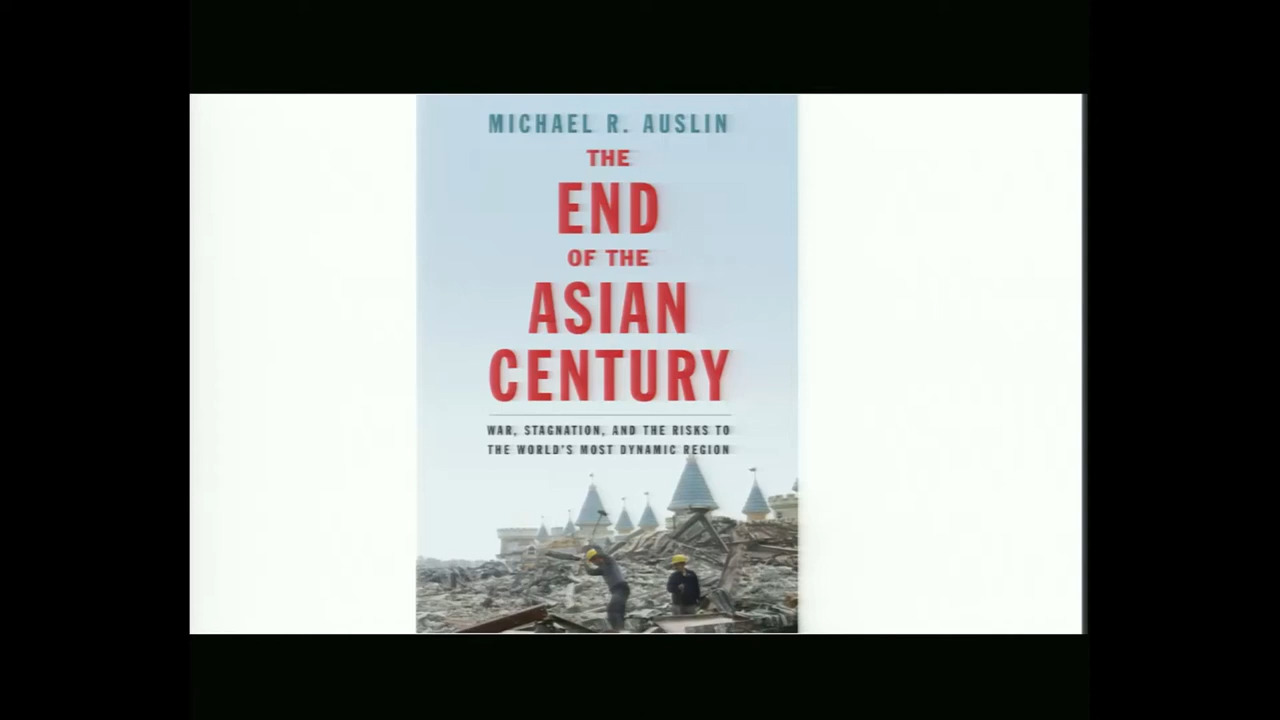 MICHAEL R. AUSLIN
THE
END
OF THE
ASIAN
CENTURY
WAR, STAGNATION, AND THE RISKS TO
THE WORLD'S MOST DYNAMIC REGION